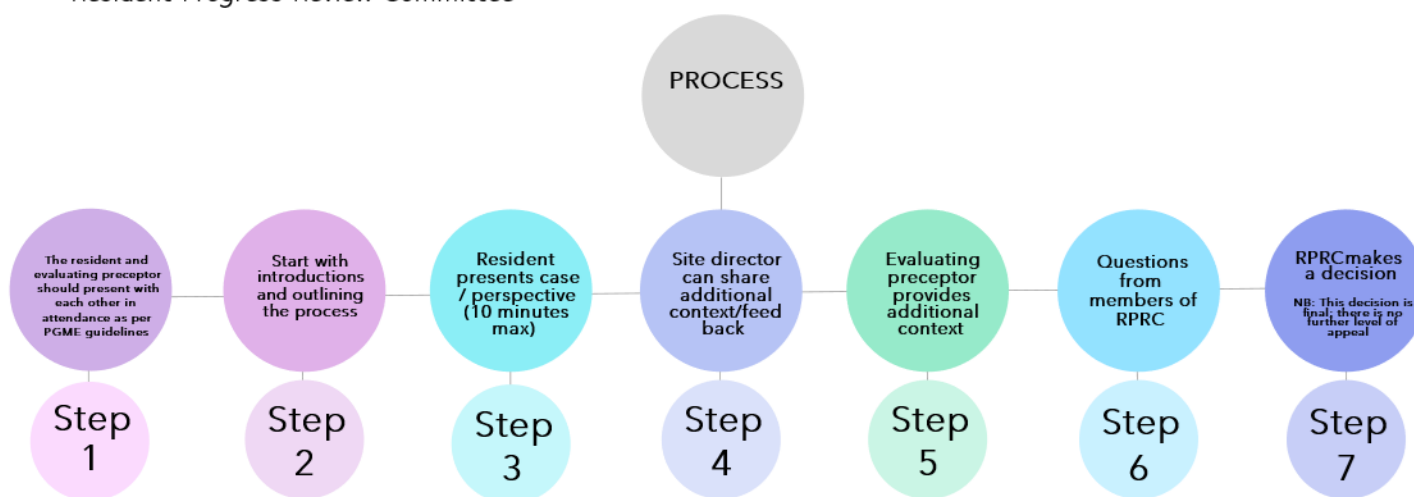 Resident Progress Review Committee
PROCESS
The resident and
evaluating preceptor
should present with
each other in
attendance as per
PGME guidelines
Start with
introductions
and outlining
the process
Resident
presents case
/ perspective
(10 minutes
max)
Site director
can share
additional
context/feed
back
Evaluating
preceptor
provides
additional
context
Questions
from
members of
RPRC
RPRCmakes
a decision
NB: This decision is
final; there is no
further level of
appeal
Step
1
Step
2
Step
3
Step
4
Step
5
Step
6
Step
7